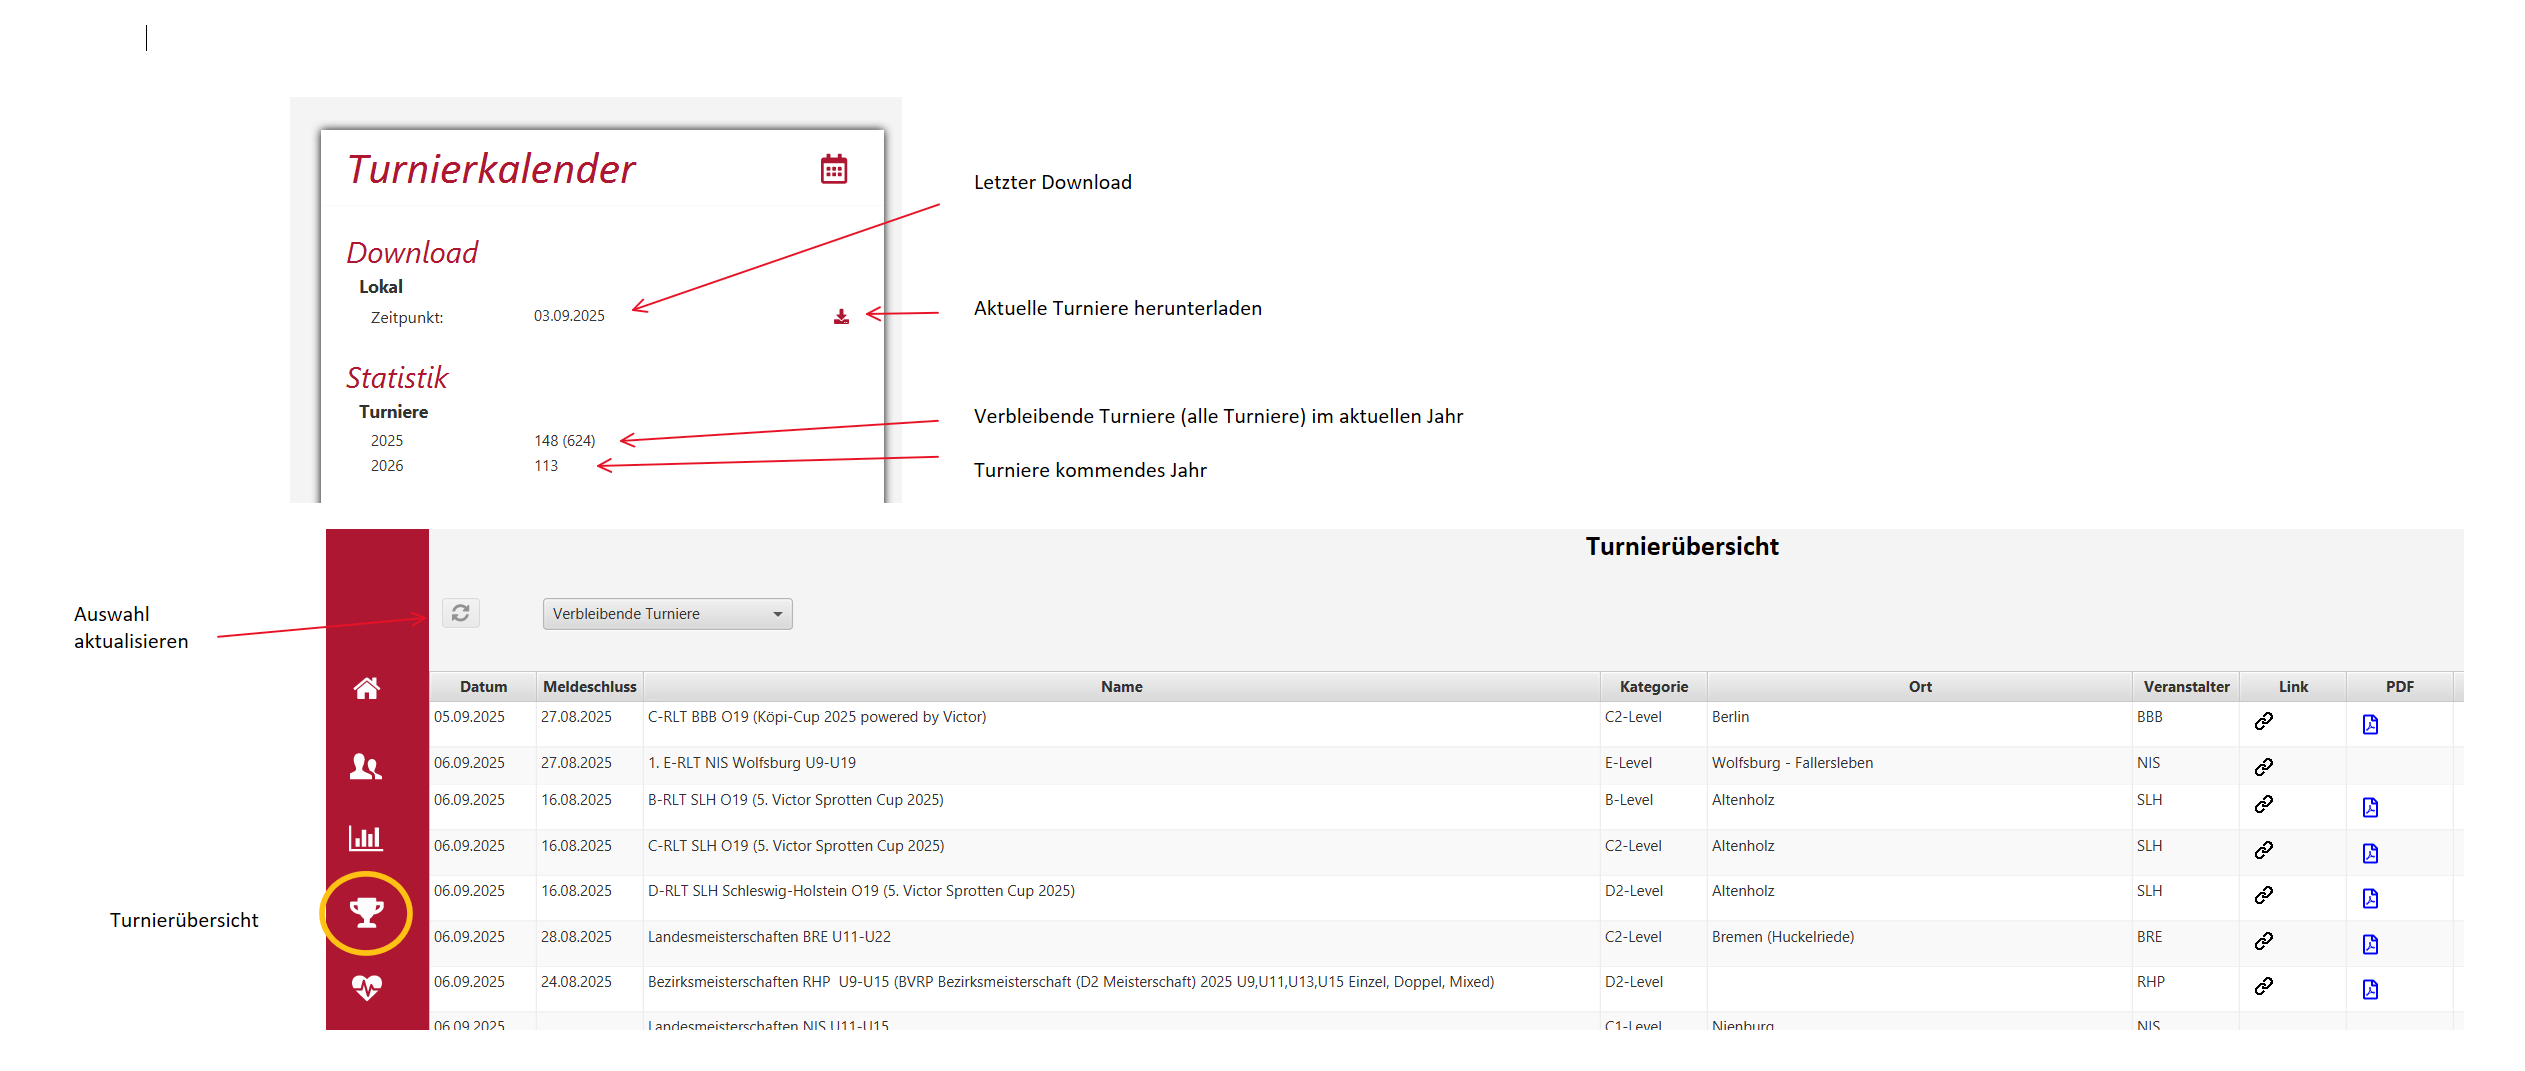 Turnierkalender
Letzter Download
Download
Lokal
Zeitpunkt: 03.09.2025
Aktuelle Turniere herunterladen
Statistik
Turniere
Verbleibende Turniere (alle Turniere) im aktuellen Jahr
2025 148 (624)
2026 113
Turniere kommendes Jahr
Turnierübersicht
Auswahl
aktualisieren
Verbleibende Turniere
Datum Meldeschluss Name Kategorie Ort Veranstalter Link PDF
05.09.2025 27.08.2025 C-RLT BBB O19 (Köpi-Cup 2025 powered by Victor) C2-Level Berlin BBB
06.09.2025 27.08.2025 1. E-RLT NIS Wolfsburg U9-U19 E-Level Wolfsburg - Fallersleben NIS
06.09.2025 16.08.2025 B-RLT SLH O19 (5. Victor Sprotten Cup 2025) B-Level Altenholz SLH
06.09.2025 16.08.2025 C-RLT SLH O19 (5. Victor Sprotten Cup 2025) C2-Level Altenholz SLH
06.09.2025 16.08.2025 D-RLT SLH Schleswig-Holstein O19 (5. Victor Sprotten Cup 2025) D2-Level Altenholz SLH
Turnierübersicht
06.09.2025 28.08.2025 Landesmeisterschaften BRE U11-U22 C2-Level Bremen (Huckelriede) BRE
06.09.2025 24.08.2025 Bezirksmeisterschaften RHP U9-U15 (BVRP Bezirksmeisterschaft (D2 Meisterschaft) 2025 U9,U11,U13,U15 Einzel, Doppel, Mixed) D2-Level RHP
06.09.2025 Landesmeisterschaften NIS U11-U15 C1-Level Nienburg NIS